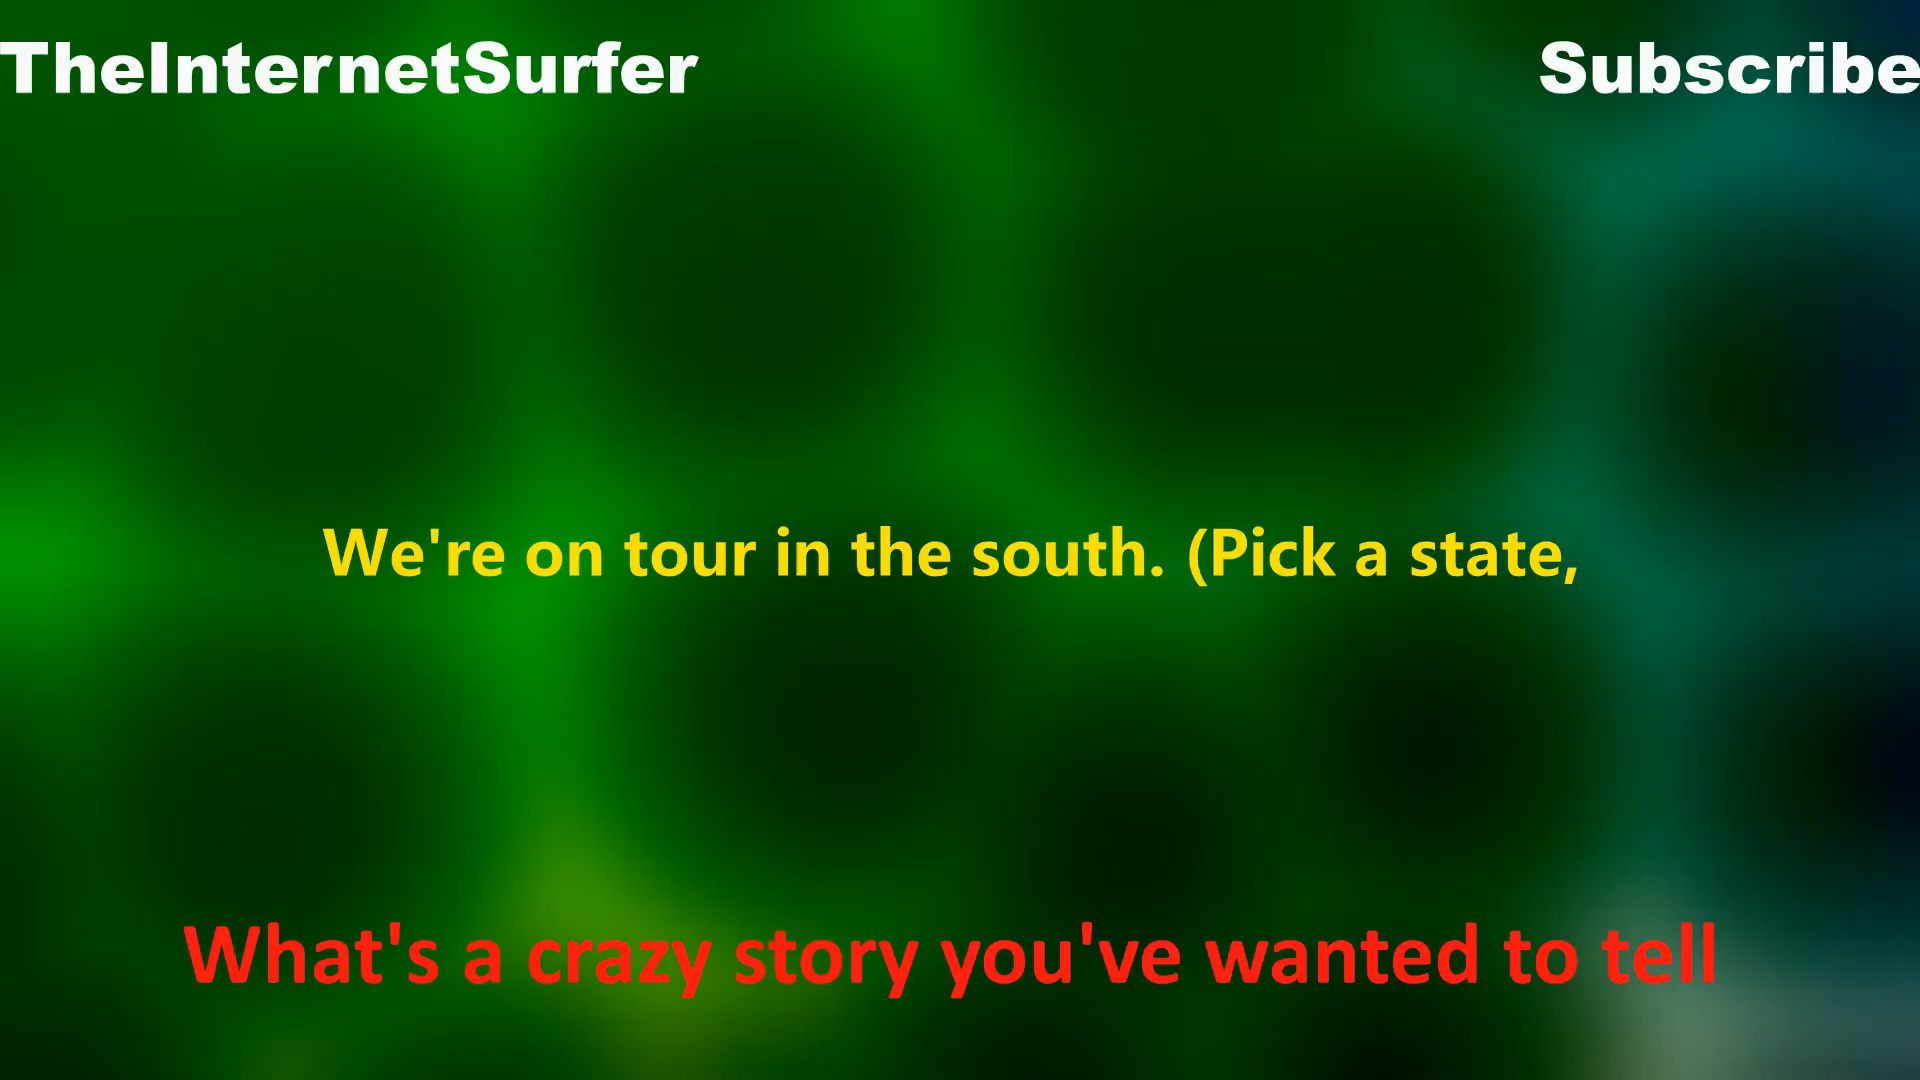 TheInternetSurfer
Subscribe
We're on tour in the south. (Pick a state,
What's a crazy story you've wanted to tell